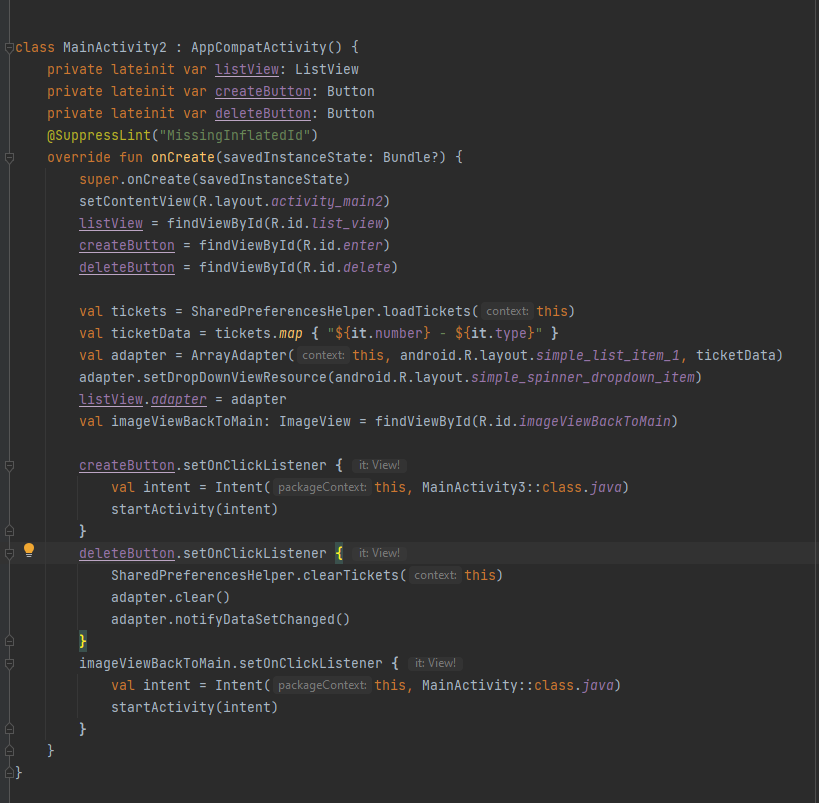 class MainActivity2 : AppCompatActivity() {
    private lateinit var listView: ListView
    private lateinit var createButton: Button
    private lateinit var deleteButton: Button
    @SuppressLint("MissingInflatedId")
    override fun onCreate(savedInstanceState: Bundle?) {
        super.onCreate(savedInstanceState)
        setContentView(R.layout.activity_main2)
        listView = findViewById(R.id.list_view)
        createButton = findViewById(R.id.enter)
        deleteButton = findViewById(R.id.delete)
        val tickets = SharedPreferencesHelper.loadTickets( context: this)
        val ticketData = tickets.map { "${it.number} - ${it.type}" }
        val adapter = ArrayAdapter( context: this, android.R.layout.simple_list_item_1, ticketData)
        adapter.setDropDownViewResource(android.R.layout.simple_spinner_dropdown_item)
        listView.adapter = adapter
        val imageViewBackToMain: ImageView = findViewById(R.id.imageViewBackToMain)
        createButton.setOnClickListener { it: View!
            val intent = Intent( packageContext: this, MainActivity3::class.java)
            startActivity(intent)
        }
        deleteButton.setOnClickListener { it: View!
            SharedPreferencesHelper.clearTickets( context: this)
            adapter.clear()
            adapter.notifyDataSetChanged()
        }
        imageViewBackToMain.setOnClickListener { it: View!
            val intent = Intent( packageContext: this, MainActivity::class.java)
            startActivity(intent)
        }
    }
}